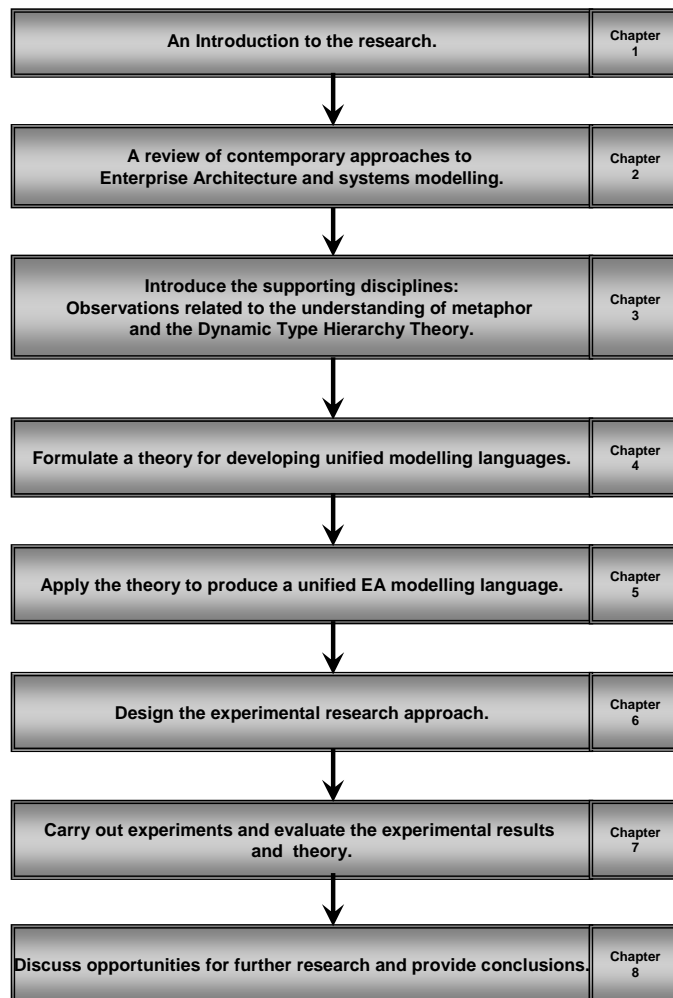 An Introduction to the research.
Chapter
1
A review of contemporary approaches to
Enterprise Architecture and systems modelling.
Chapter
2
Introduce the supporting disciplines:
Observations related to the understanding of metaphor
and the Dynamic Type Hierarchy Theory.
Chapter
3
Formulate a theory for developing unified modelling languages.
Chapter
4
Apply the theory to produce a unified EA modelling language.
Chapter
5
Design the experimental research approach.
Chapter
6
Carry out experiments and evaluate the experimental results
and theory.
Chapter
7
Discuss opportunities for further research and provide conclusions.
Chapter
8